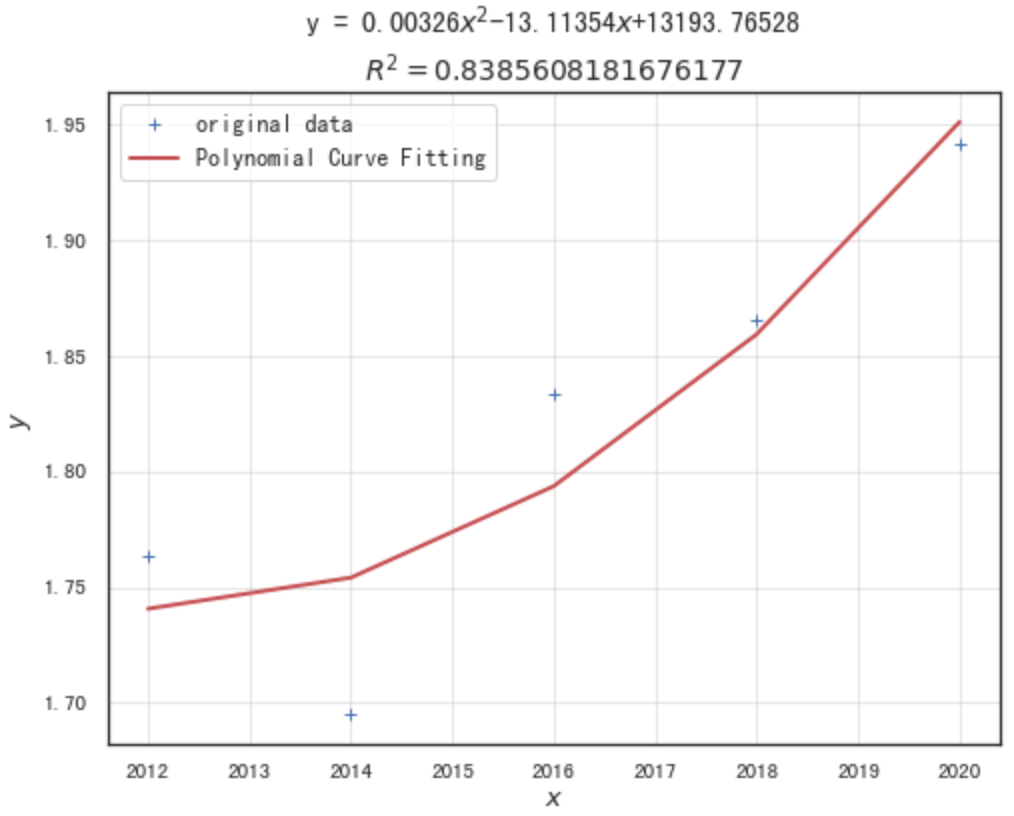 y = 0.00326x²−13.11354x+13193.76528
R² = 0.8385608181676177
original data
Polynomial Curve Fitting
1.95
1.90
1.85
1.80
1.75
1.70
y
2012 2013 2014 2015 2016 2017 2018 2019 2020
x